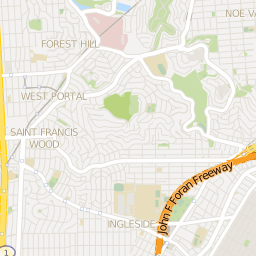 NOE VA
FOREST HILL
WEST PORTAL
SAINT FRANCIS
WOOD
John F Foran Freeway
INGLESIDE
1